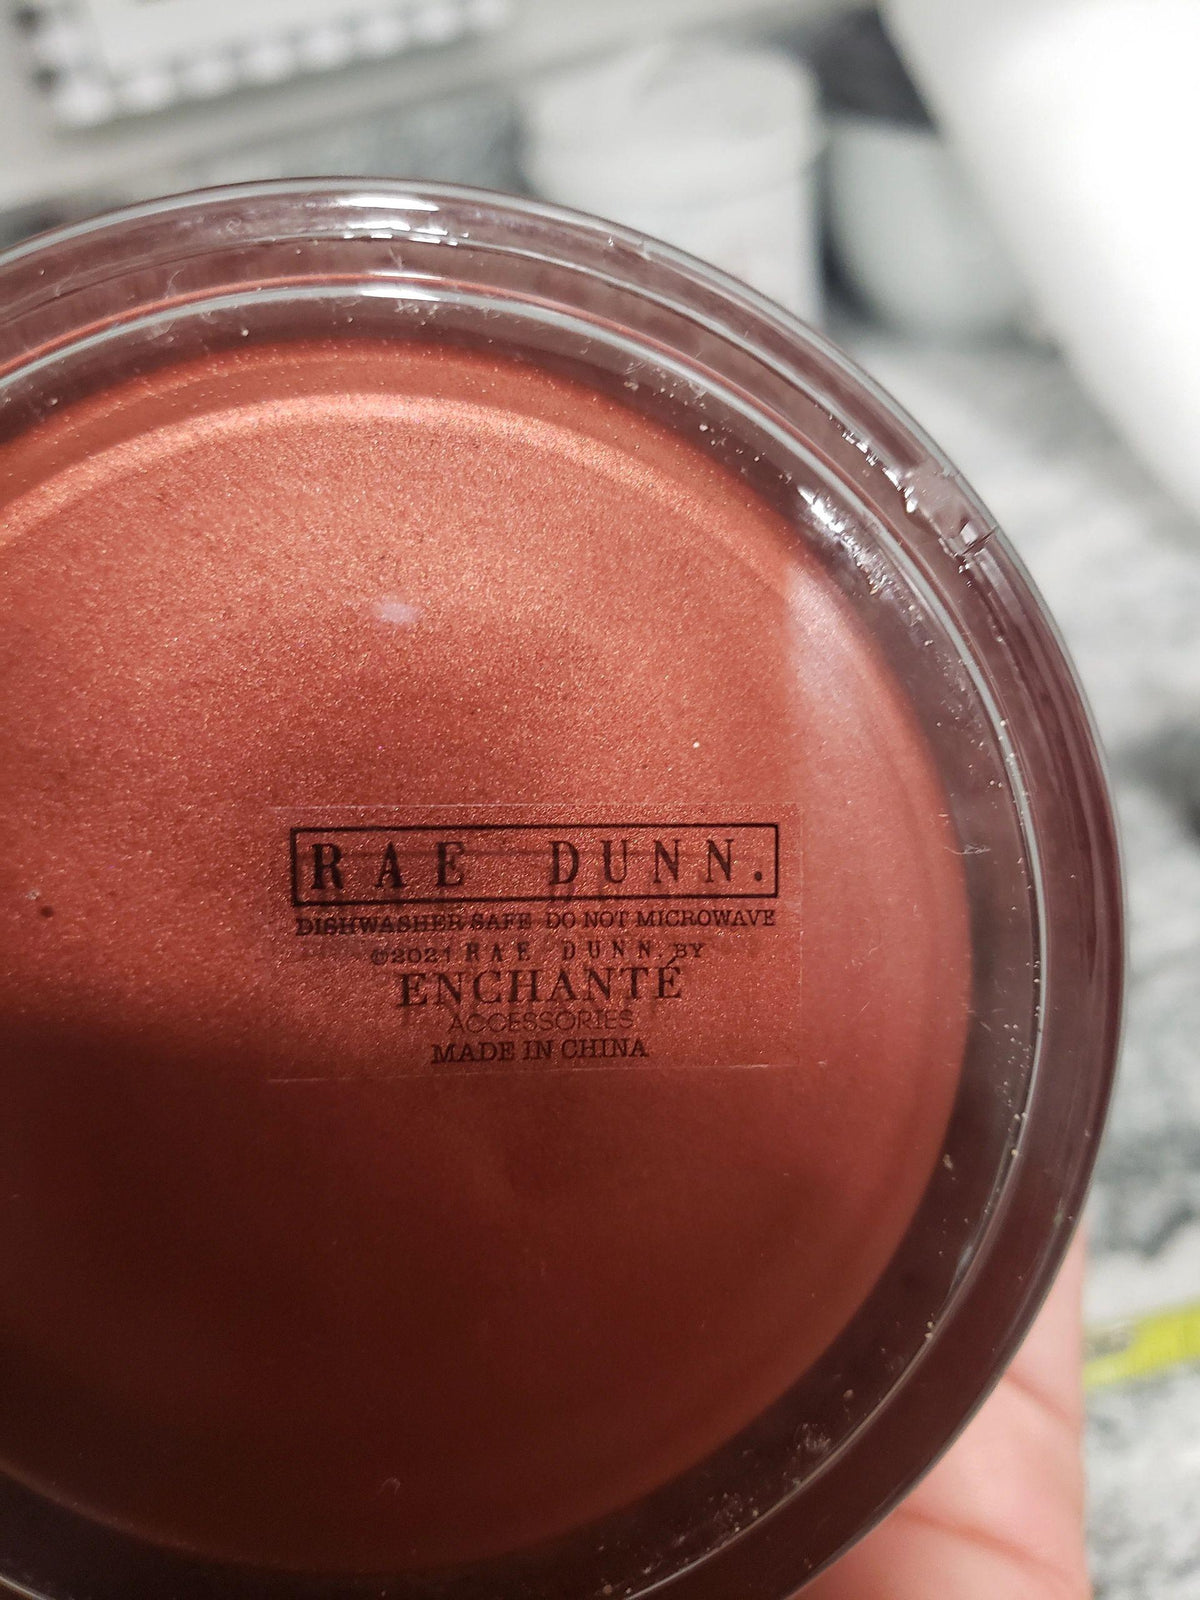 RAE DUNN.
DISHWASHER SAFE DO NOT MICROWAVE
©2021 RAE DUNN. BY
ENCHANTÉ
ACCESSORIES
MADE IN CHINA